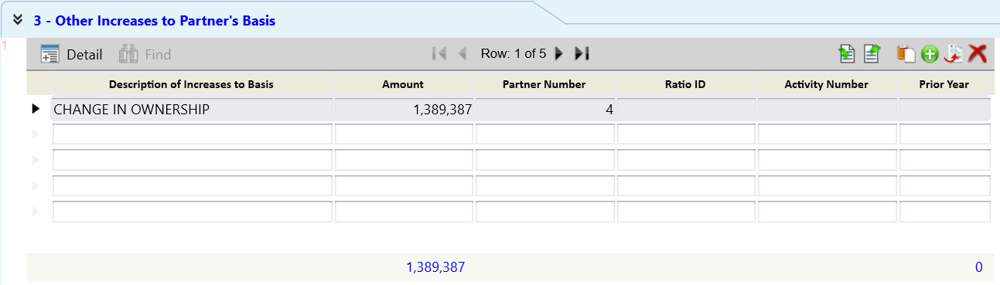 3 - Other Increases to Partner's Basis
1
Detail Find Row: 1 of 5
Description of Increases to Basis Amount Partner Number Ratio ID Activity Number Prior Year
CHANGE IN OWNERSHIP 1,389,387 4
1,389,387 0